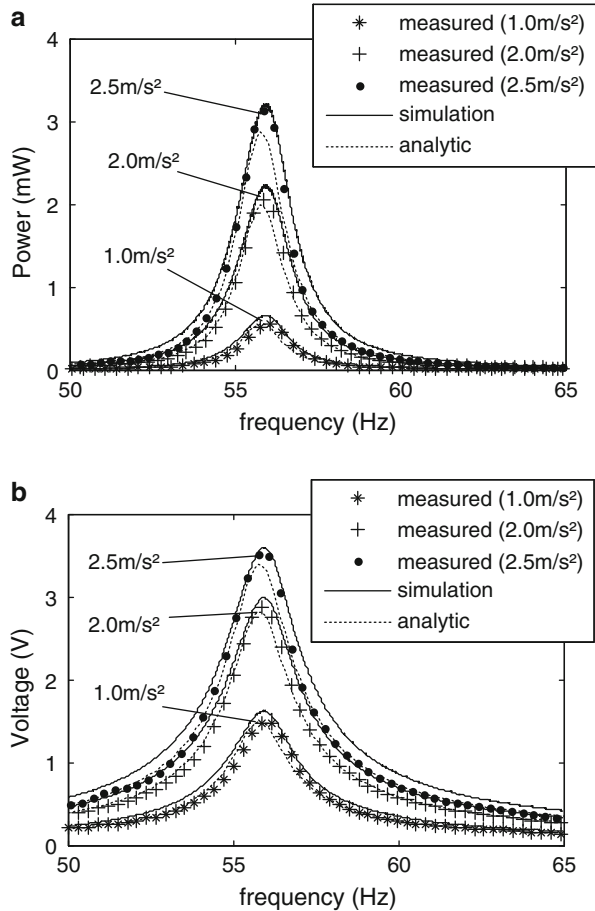 a
measured (1.0m/s²)
measured (2.0m/s²)
measured (2.5m/s²)
simulation
analytic
4
3
2
1
0
Power (mW)
2.5m/s²
2.0m/s²
1.0m/s²
50 55 60 65
frequency (Hz)
b
measured (1.0m/s²)
measured (2.0m/s²)
measured (2.5m/s²)
simulation
analytic
4
3
2
1
0
Voltage (V)
2.5m/s²
2.0m/s²
1.0m/s²
50 55 60 65
frequency (Hz)